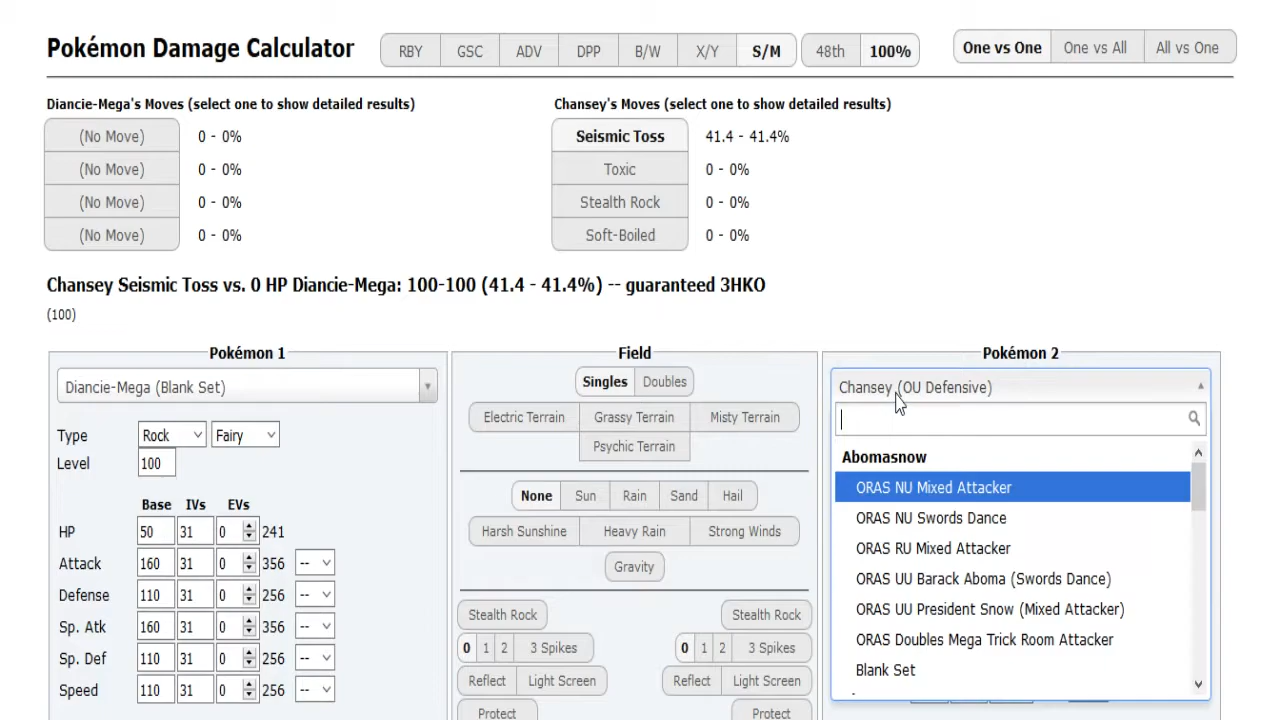 Pokémon Damage Calculator RBY GSC ADV DPP B/W X/Y S/M 48th 100% One vs One One vs All All vs One
Diancie-Mega's Moves (select one to show detailed results) Chansey's Moves (select one to show detailed results)
(No Move) 0 - 0% Seismic Toss 41.4 - 41.4%
(No Move) 0 - 0% Toxic 0 - 0%
(No Move) 0 - 0% Stealth Rock 0 - 0%
(No Move) 0 - 0% Soft-Boiled 0 - 0%
Chansey Seismic Toss vs. 0 HP Diancie-Mega: 100-100 (41.4 - 41.4%) -- guaranteed 3HKO
(100)
Pokémon 1
Diancie-Mega (Blank Set)
Type Rock Fairy
Level 100
Base IVs EVs
HP 50 31 0 241
Attack 160 31 0 356 --
Defense 110 31 0 256 --
Sp. Atk 160 31 0 356 --
Sp. Def 110 31 0 256 --
Speed 110 31 0 256 --
Field
Singles Doubles
Electric Terrain Grassy Terrain Misty Terrain
Psychic Terrain
None Sun Rain Sand Hail
Harsh Sunshine Heavy Rain Strong Winds
Gravity
Stealth Rock Stealth Rock
0 1 2 3 Spikes 0 1 2 3 Spikes
Reflect Light Screen Reflect Light Screen
Protect Protect
Pokémon 2
Chansey (OU Defensive)
Abomasnow
ORAS NU Mixed Attacker
ORAS NU Swords Dance
ORAS RU Mixed Attacker
ORAS UU Barack Aboma (Swords Dance)
ORAS UU President Snow (Mixed Attacker)
ORAS Doubles Mega Trick Room Attacker
Blank Set